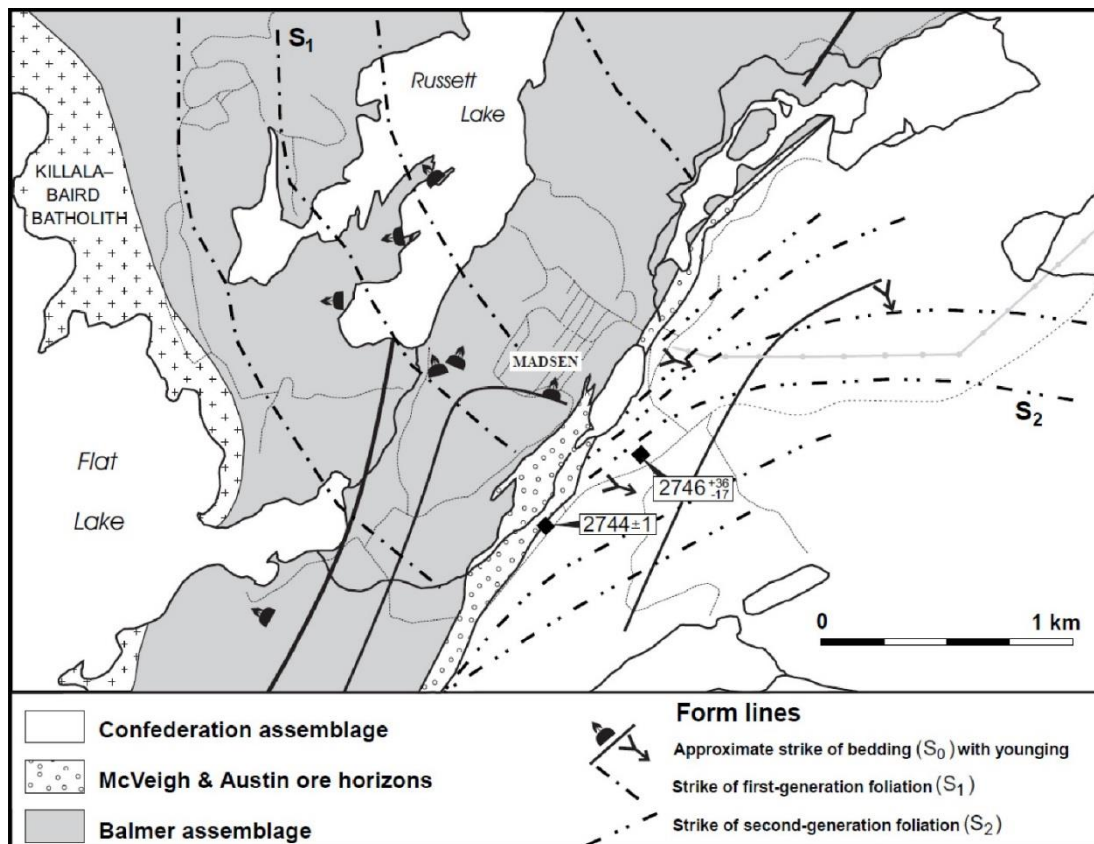 S1
Russett
Lake
KILLALA–
BAIRD
BATHOLITH
MADSEN
S2
Flat
Lake
2746 +36 -17
2744±1
0 1 km
Form lines
Confederation assemblage
Approximate strike of bedding (S0) with younging
McVeigh & Austin ore horizons
Strike of first-generation foliation (S1)
Balmer assemblage
Strike of second-generation foliation (S2)